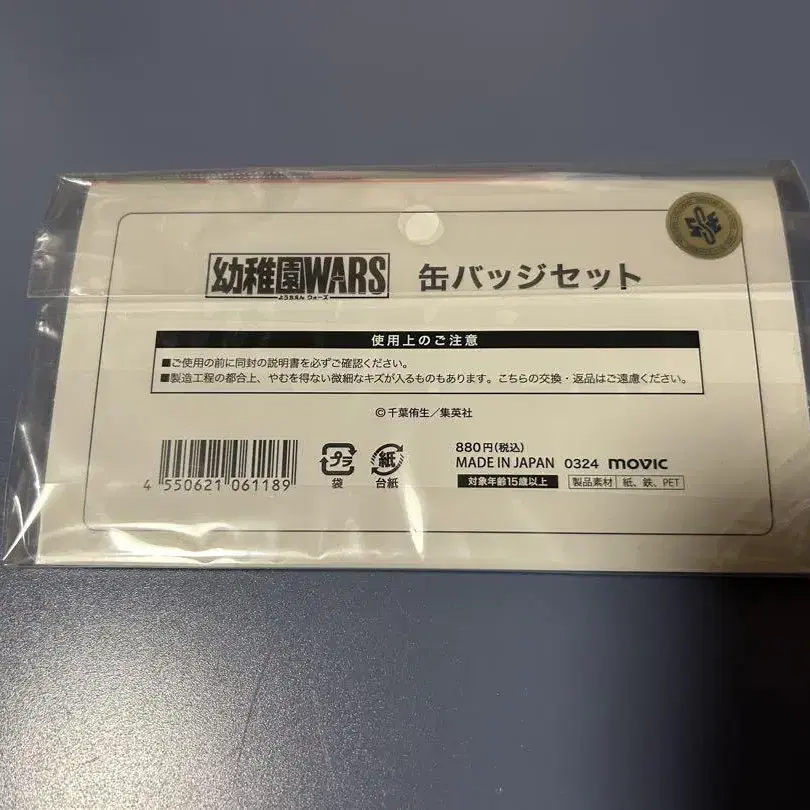 幼稚園WARS
ようちえん ウォーズ
缶バッジセット
使用上のご注意
■ご使用の前に同封の説明書を必ずご確認ください。
■製造工程の都合上、やむを得ない微細なキズが入るものもあります。こちらの交換・返品はご遠慮ください。
©千葉侑生/集英社
4 550621 061189
プラ
袋
紙
台紙
880円(税込)
MADE IN JAPAN 0324 movic
対象年齢15歳以上
製品素材 紙、鉄、PET